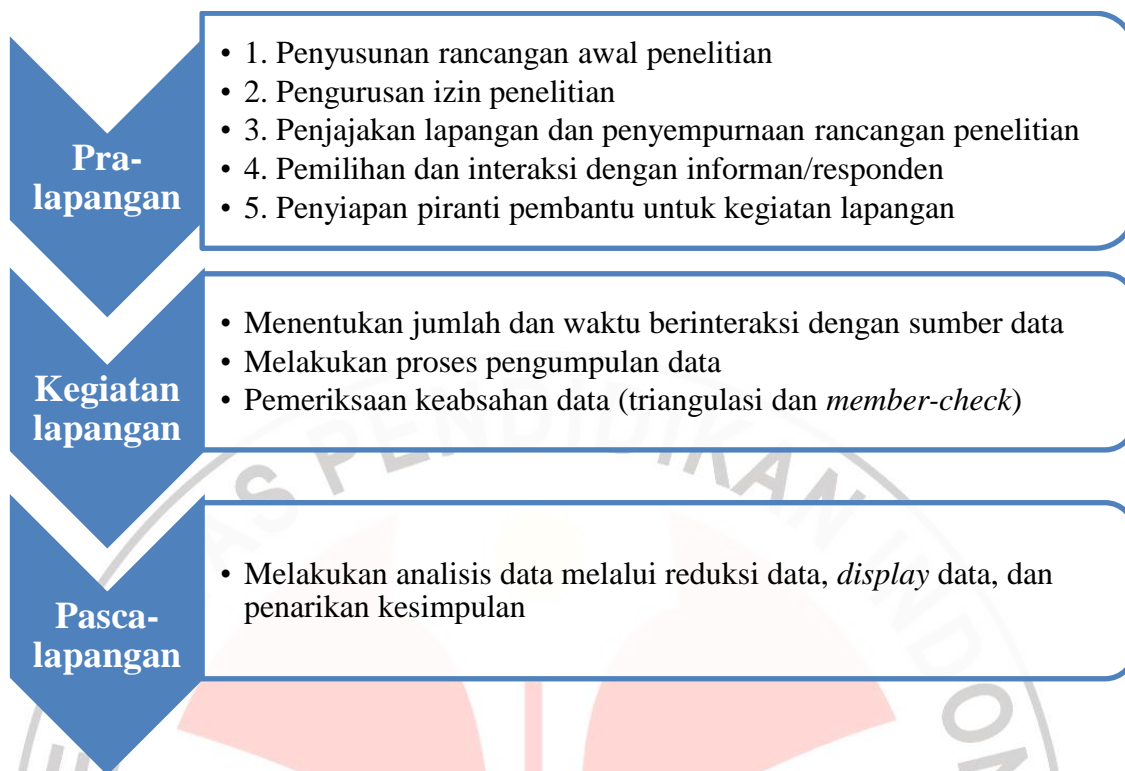 Pra-
lapangan
• 1. Penyusunan rancangan awal penelitian
• 2. Pengurusan izin penelitian
• 3. Penjajakan lapangan dan penyempurnaan rancangan penelitian
• 4. Pemilihan dan interaksi dengan informan/responden
• 5. Penyiapan piranti pembantu untuk kegiatan lapangan
Kegiatan
lapangan
• Menentukan jumlah dan waktu berinteraksi dengan sumber data
• Melakukan proses pengumpulan data
• Pemeriksaan keabsahan data (triangulasi dan member-check)
Pasca-
lapangan
• Melakukan analisis data melalui reduksi data, display data, dan
penarikan kesimpulan
AS PENDIDIKAN INDON